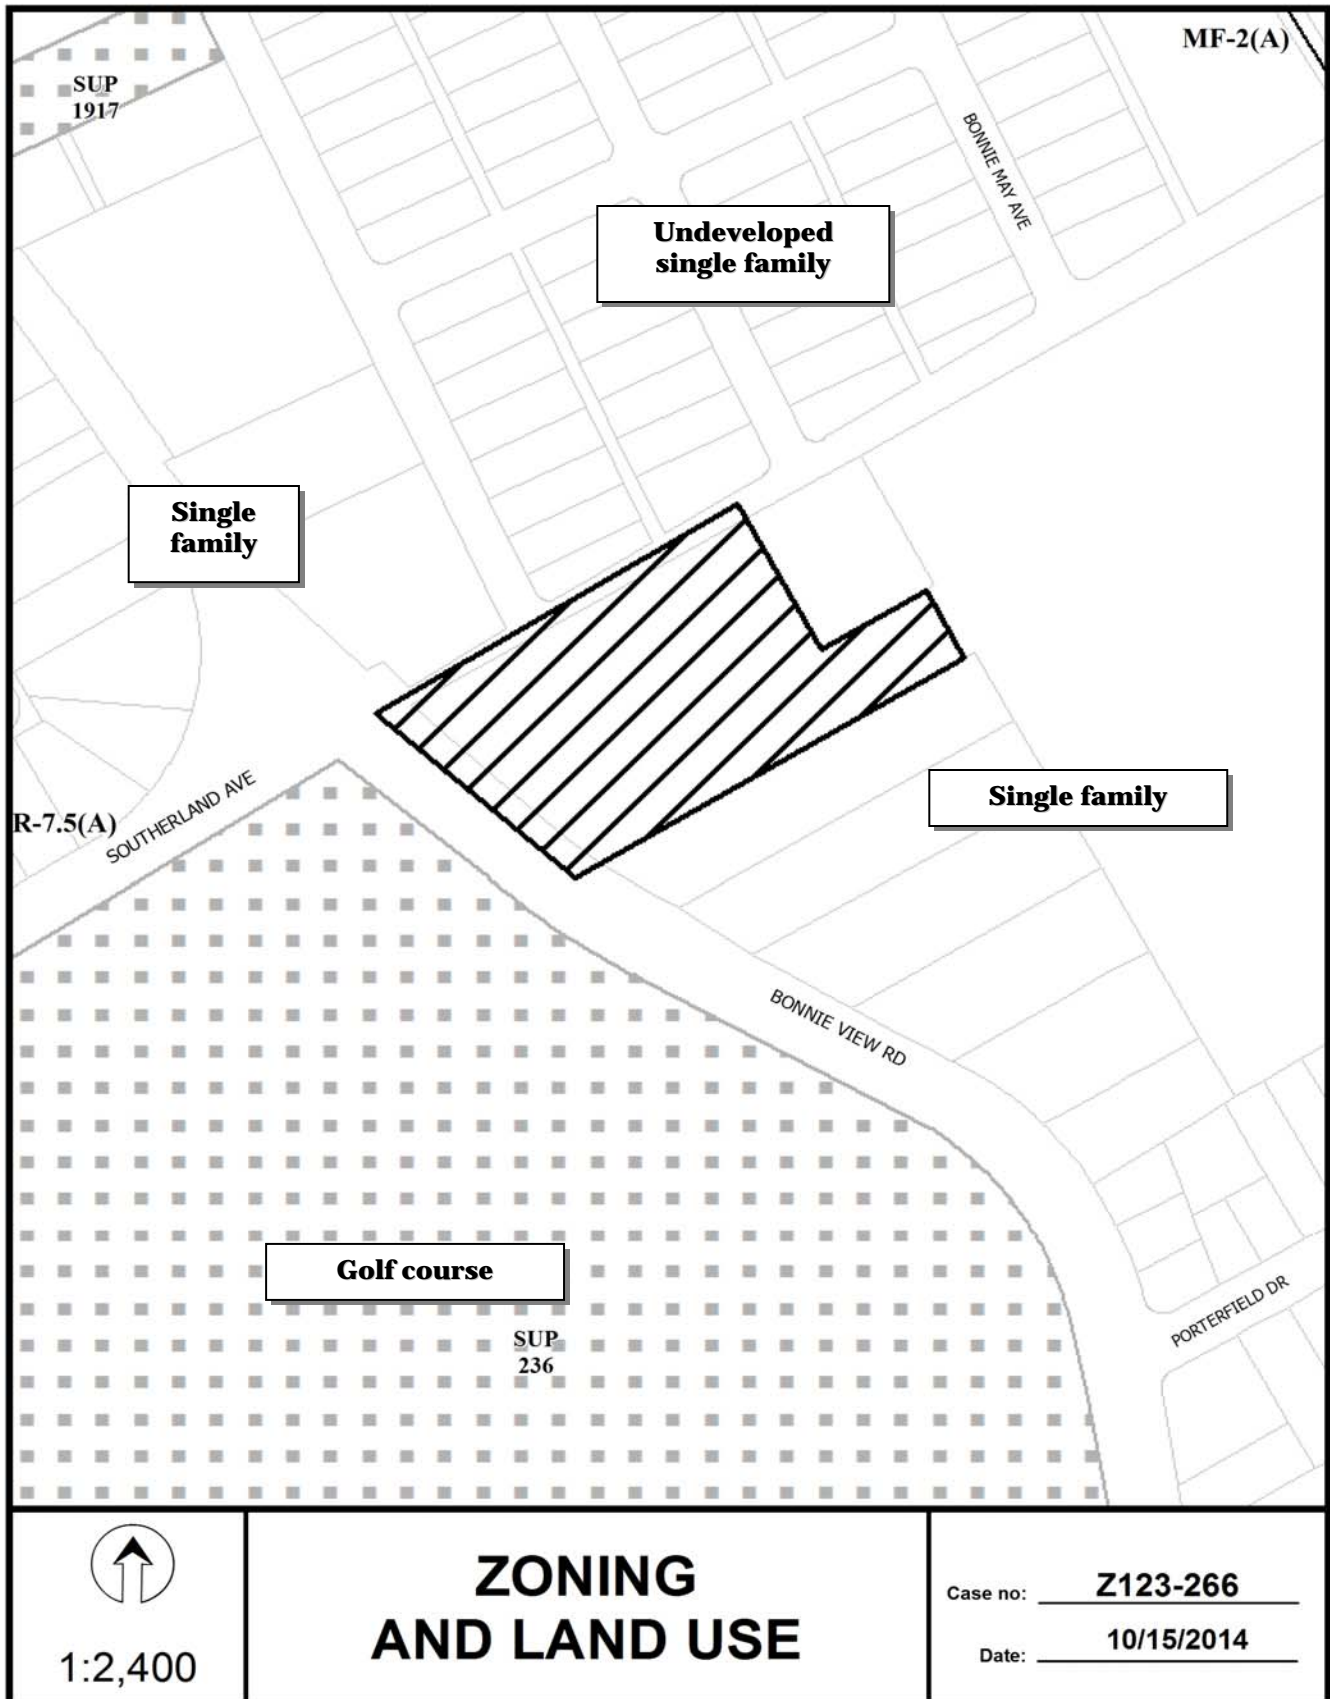 MF-2(A)
SUP
1917
BONNIE MAY AVE
Undeveloped
single family
Single
family
Single family
R-7.5(A)
SOUTHERLAND AVE
BONNIE VIEW RD
Golf course
SUP
236
PORTERFIELD DR
1:2,400
ZONING
AND LAND USE
Case no: Z123-266
Date: 10/15/2014